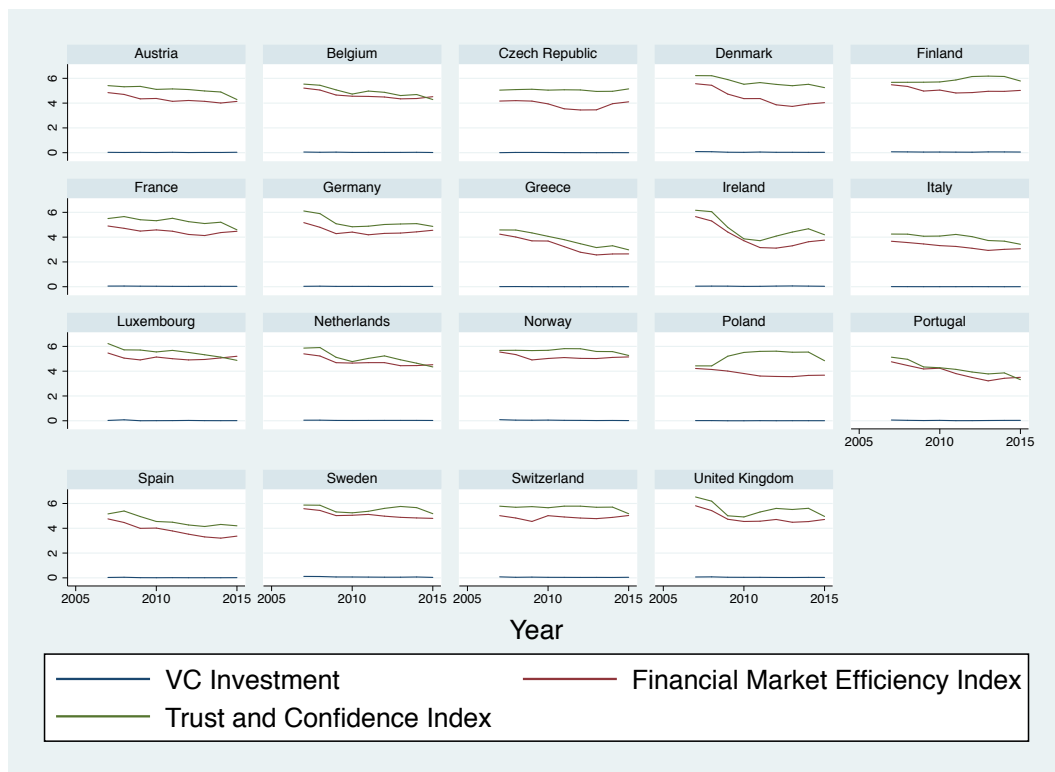 Austria Belgium Czech Republic Denmark Finland
6
4
2
0
France Germany Greece Ireland Italy
6
4
2
0
Luxembourg Netherlands Norway Poland Portugal
6
4
2
0
2005 2010 2015
Spain Sweden Switzerland United Kingdom
6
4
2
0
2005 2010 2015 2005 2010 2015 2005 2010 2015 2005 2010 2015
Year
VC Investment Financial Market Efficiency Index
Trust and Confidence Index